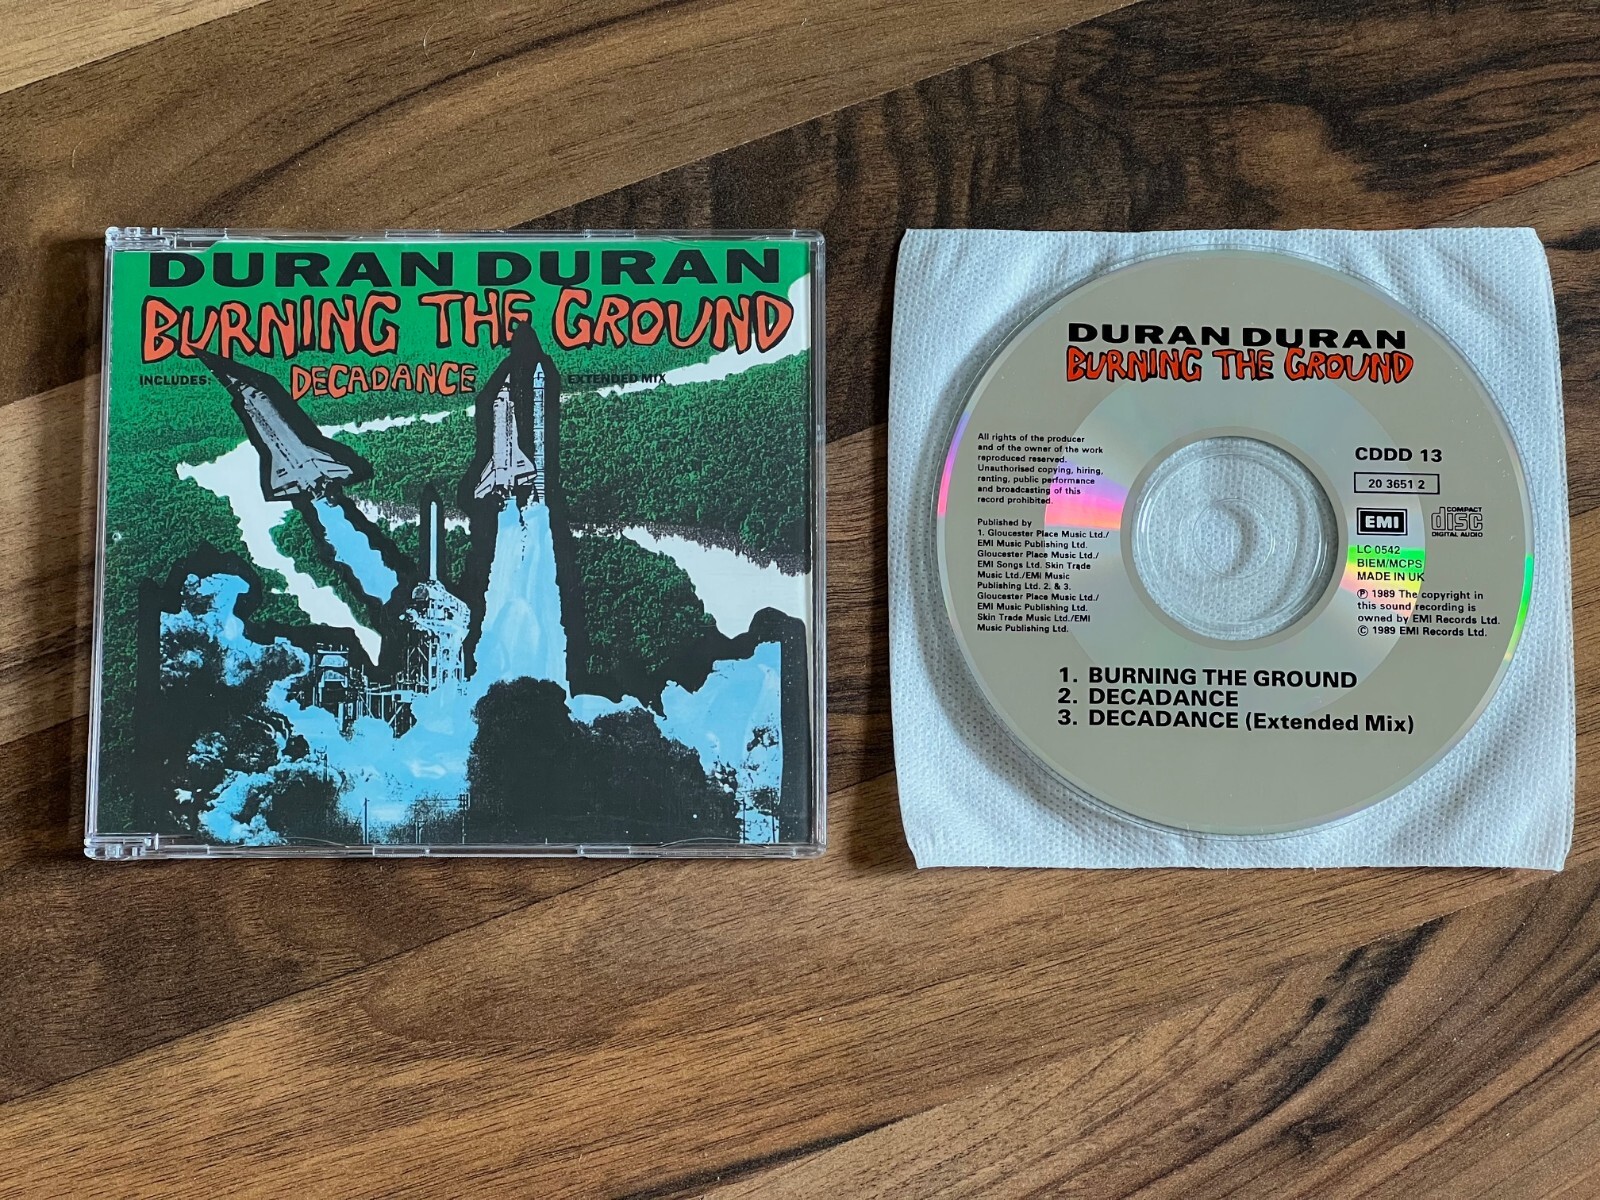 DURAN DURAN
BURNING THE GROUND
INCLUDES: DECADANCE EXTENDED MIX
DURAN DURAN
BURNING THE GROUND
All rights of the producer
and of the owner of the work
reproduced reserved.
Unauthorised copying, hiring,
renting, public performance
and broadcasting of this
record prohibited.
Published by
1. Gloucester Place Music Ltd./
EMI Music Publishing Ltd.
Gloucester Place Music Ltd./
EMI Songs Ltd. Skin Trade
Music Ltd./EMI Music
Publishing Ltd. 2. & 3.
Gloucester Place Music Ltd./
EMI Music Publishing Ltd.
Skin Trade Music Ltd./EMI
Music Publishing Ltd.
CDDD 13
20 3651 2
EMI
COMPACT
disc
DIGITAL AUDIO
LC 0542
BIEM/MCPS
MADE IN UK
℗ 1989 The copyright in
this sound recording is
owned by EMI Records Ltd.
© 1989 EMI Records Ltd.
1. BURNING THE GROUND
2. DECADANCE
3. DECADANCE (Extended Mix)